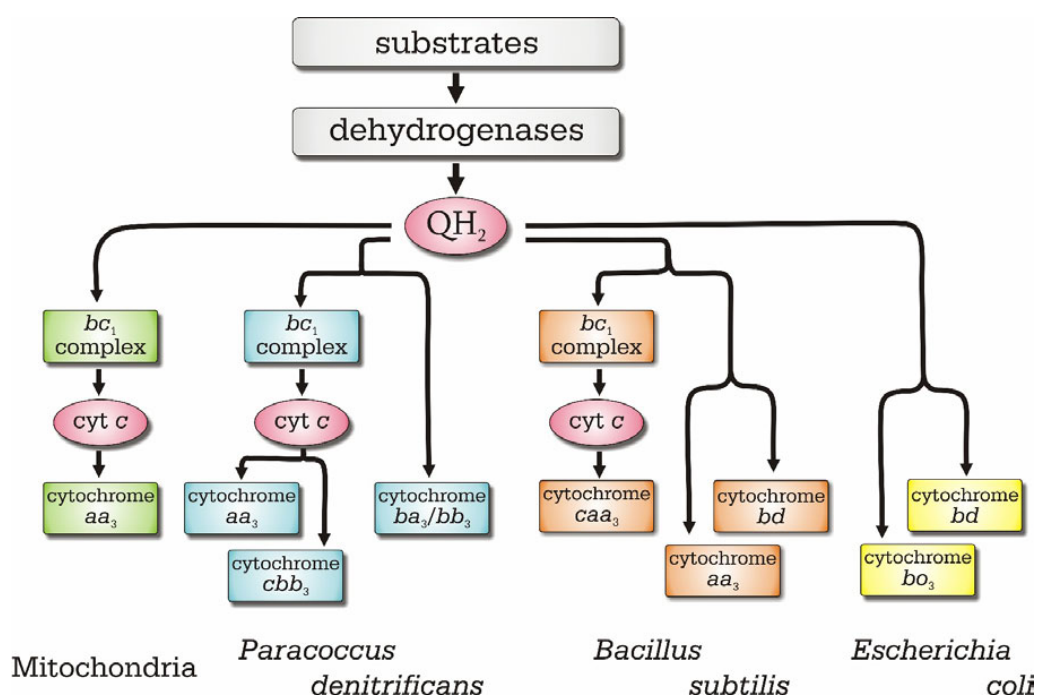 substrates
dehydrogenases
QH₂
bc₁
complex
cyt c
cytochrome
aa₃
bc₁
complex
cyt c
cytochrome
aa₃
cytochrome
cbb₃
cytochrome
ba₃/bb₃
bc₁
complex
cyt c
cytochrome
caa₃
cytochrome
bd
cytochrome
aa₃
cytochrome
bd
cytochrome
bo₃
Mitochondria
Paracoccus
denitrificans
Bacillus
subtilis
Escherichia
coli